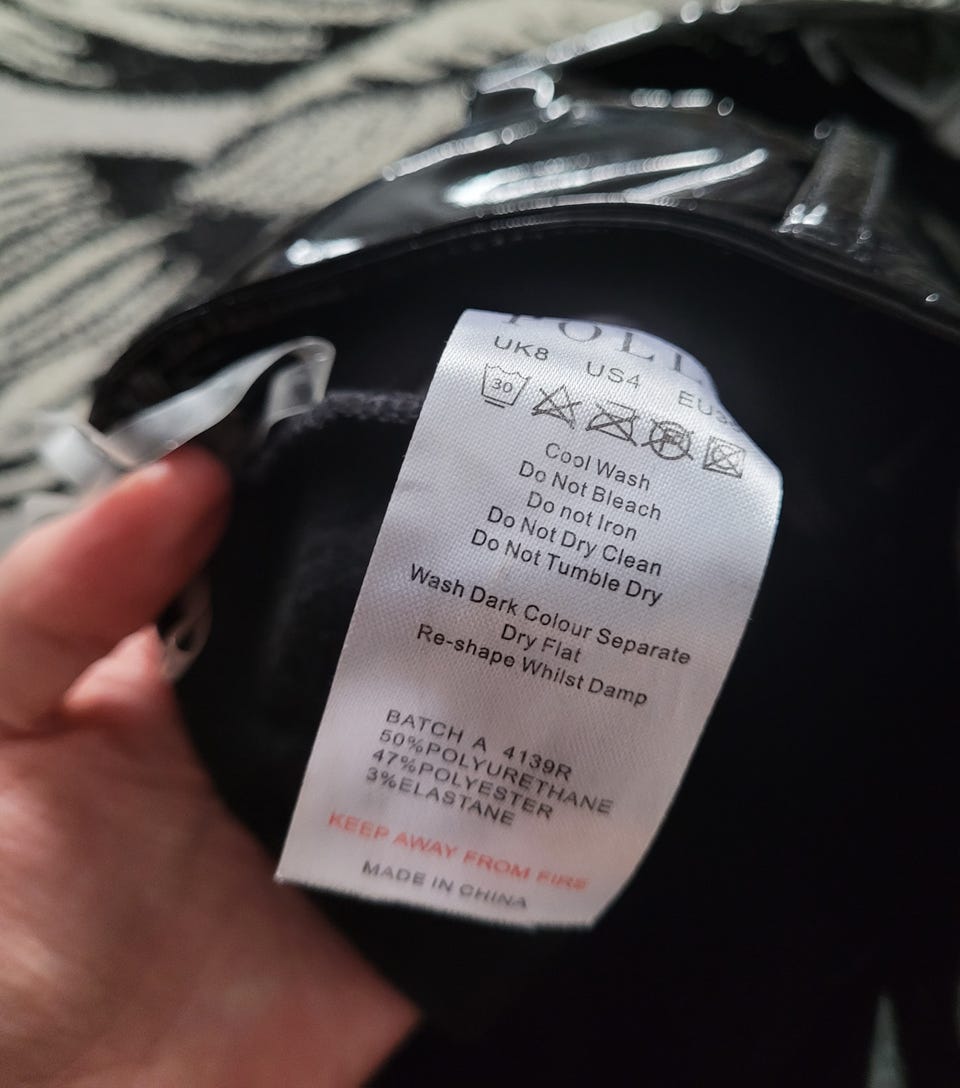 UK8 US4
30
Cool Wash
Do Not Bleach
Do not Iron
Do Not Dry Clean
Do Not Tumble Dry
Wash Dark Colour Separate
Dry Flat
Re-shape Whilst Damp
BATCH A 4139R
50%POLYURETHANE
47%POLYESTER
3%ELASTANE
KEEP AWAY FROM FIRE
MADE IN CHINA